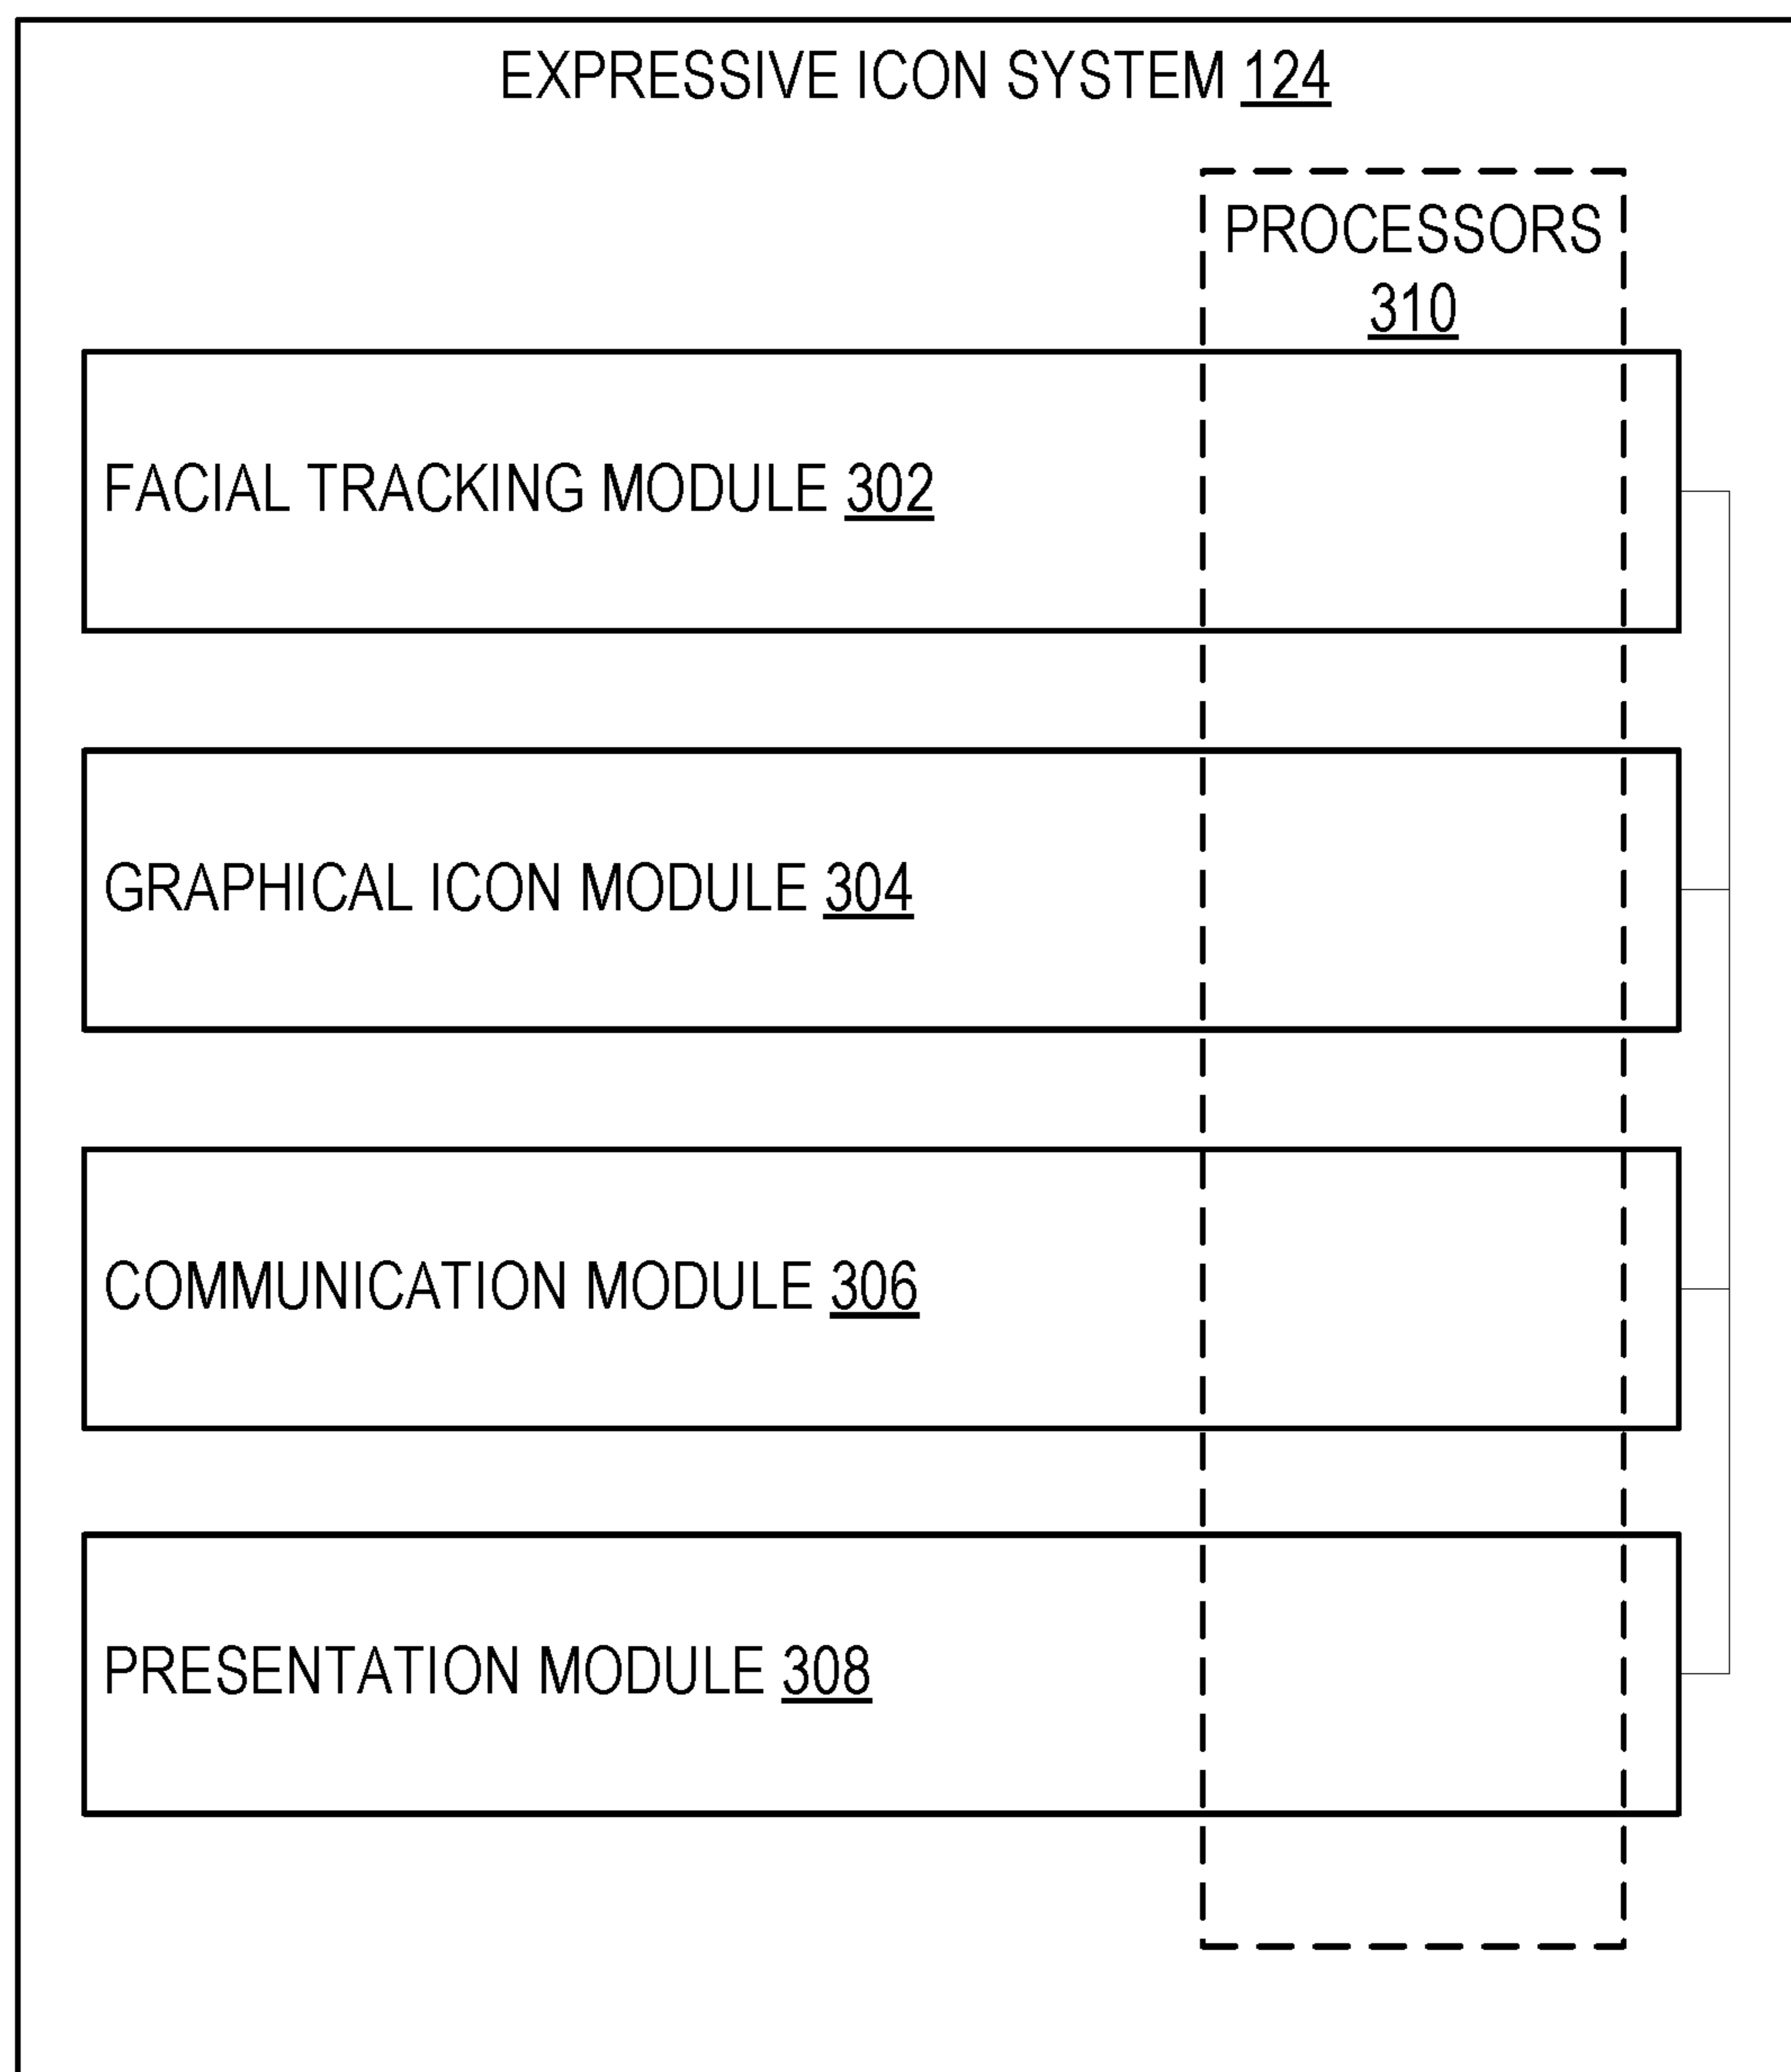 EXPRESSIVE ICON SYSTEM 124
PROCESSORS
310
FACIAL TRACKING MODULE 302
GRAPHICAL ICON MODULE 304
COMMUNICATION MODULE 306
PRESENTATION MODULE 308